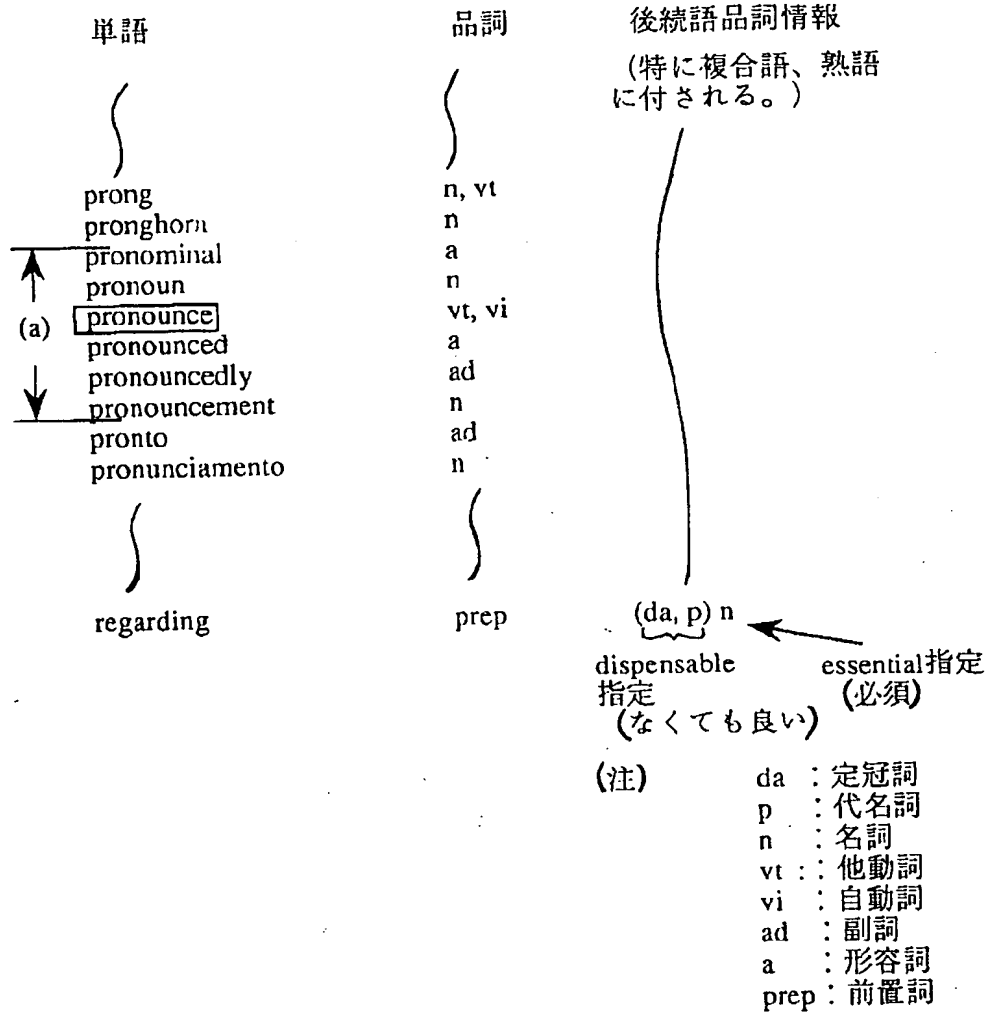 単語 品詞 後続語品詞情報
(特に複合語、熟語
に付される。)
prong n, vt
pronghorn n
pronominal a
pronoun n
(a) pronounce vt, vi
pronounced a
pronouncedly ad
pronouncement n
pronto ad
pronunciamento n
regarding prep (da, p) n
dispensable essential指定
指定 (必須)
(なくても良い)
(注) da : 定冠詞
p : 代名詞
n : 名詞
vt : : 他動詞
vi : 自動詞
ad : 副詞
a : 形容詞
prep : 前置詞